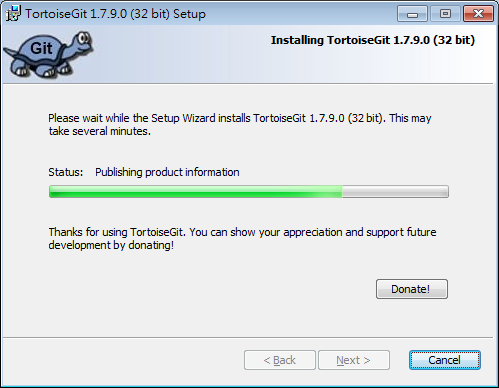 TortoiseGit 1.7.9.0 (32 bit) Setup
Git
Installing TortoiseGit 1.7.9.0 (32 bit)
Please wait while the Setup Wizard installs TortoiseGit 1.7.9.0 (32 bit). This may
take several minutes.
Status: Publishing product information
Thanks for using TortoiseGit. You can show your appreciation and support future
development by donating!
Donate!
< Back Next > Cancel